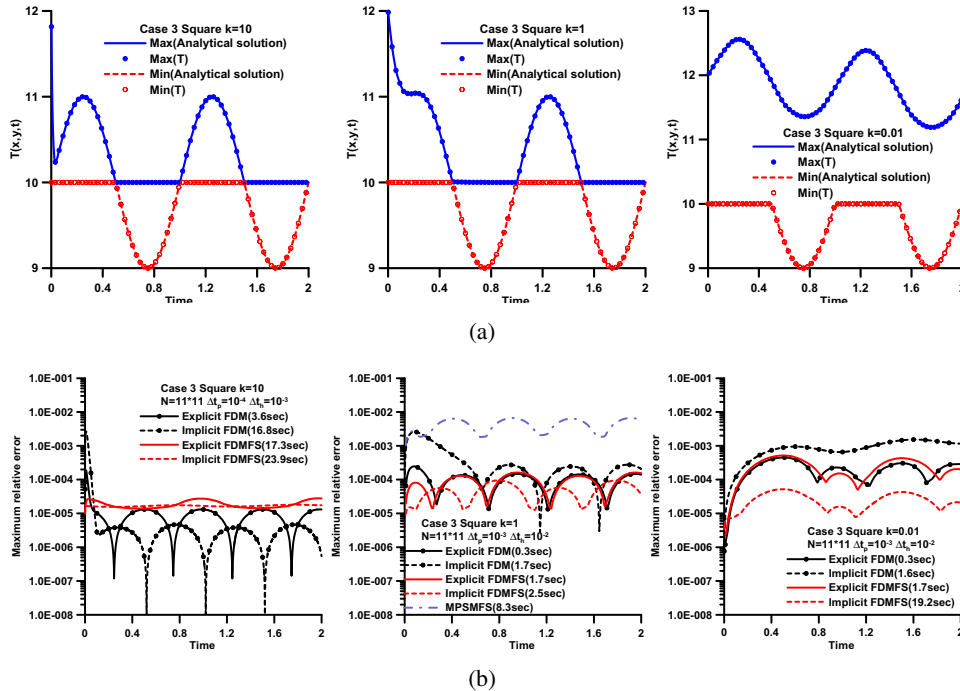 12
11
10
9
T(x,y,t)
Case 3 Square k=10
Max(Analytical solution)
Max(T)
Min(Analytical solution)
Min(T)
0 0.4 0.8 1.2 1.6 2
Time
12
11
10
9
T(x,y,t)
Case 3 Square k=1
Max(Analytical solution)
Max(T)
Min(Analytical solution)
Min(T)
0 0.4 0.8 1.2 1.6 2
Time
13
12
11
10
9
T(x,y,t)
Case 3 Square k=0.01
Max(Analytical solution)
Max(T)
Min(Analytical solution)
Min(T)
0 0.4 0.8 1.2 1.6 2
Time
(a)
1.0E-001
1.0E-002
1.0E-003
1.0E-004
1.0E-005
1.0E-006
1.0E-007
1.0E-008
Maximum relative error
Case 3 Square k=10
N=11*11 Δtp=10-4 Δth=10-3
Explicit FDM(3.6sec)
Implicit FDM(16.8sec)
Explicit FDMFS(17.3sec)
Implicit FDMFS(23.9sec)
0 0.4 0.8 1.2 1.6 2
Time
1.0E-001
1.0E-002
1.0E-003
1.0E-004
1.0E-005
1.0E-006
1.0E-007
1.0E-008
Maximum relative error
Case 3 Square k=1
N=11*11 Δtp=10-3 Δth=10-2
Explicit FDM(0.3sec)
Implicit FDM(1.7sec)
Explicit FDMFS(1.7sec)
Implicit FDMFS(2.5sec)
MPSMFS(8.3sec)
0 0.4 0.8 1.2 1.6 2
Time
1.0E-001
1.0E-002
1.0E-003
1.0E-004
1.0E-005
1.0E-006
1.0E-007
1.0E-008
Maximum relative error
Case 3 Square k=0.01
N=11*11 Δtp=10-3 Δth=10-2
Explicit FDM(0.3sec)
Implicit FDM(1.6sec)
Explicit FDMFS(1.7sec)
Implicit FDMFS(19.2sec)
0 0.4 0.8 1.2 1.6 2
Time
(b)